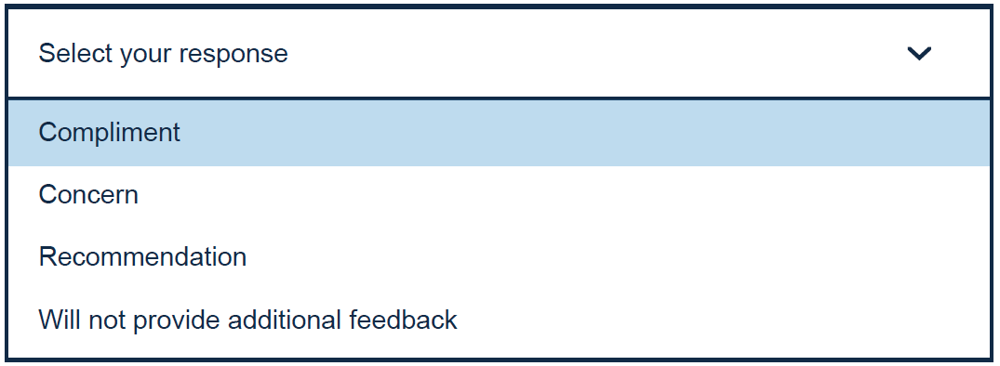 Select your response
Compliment
Concern
Recommendation
Will not provide additional feedback